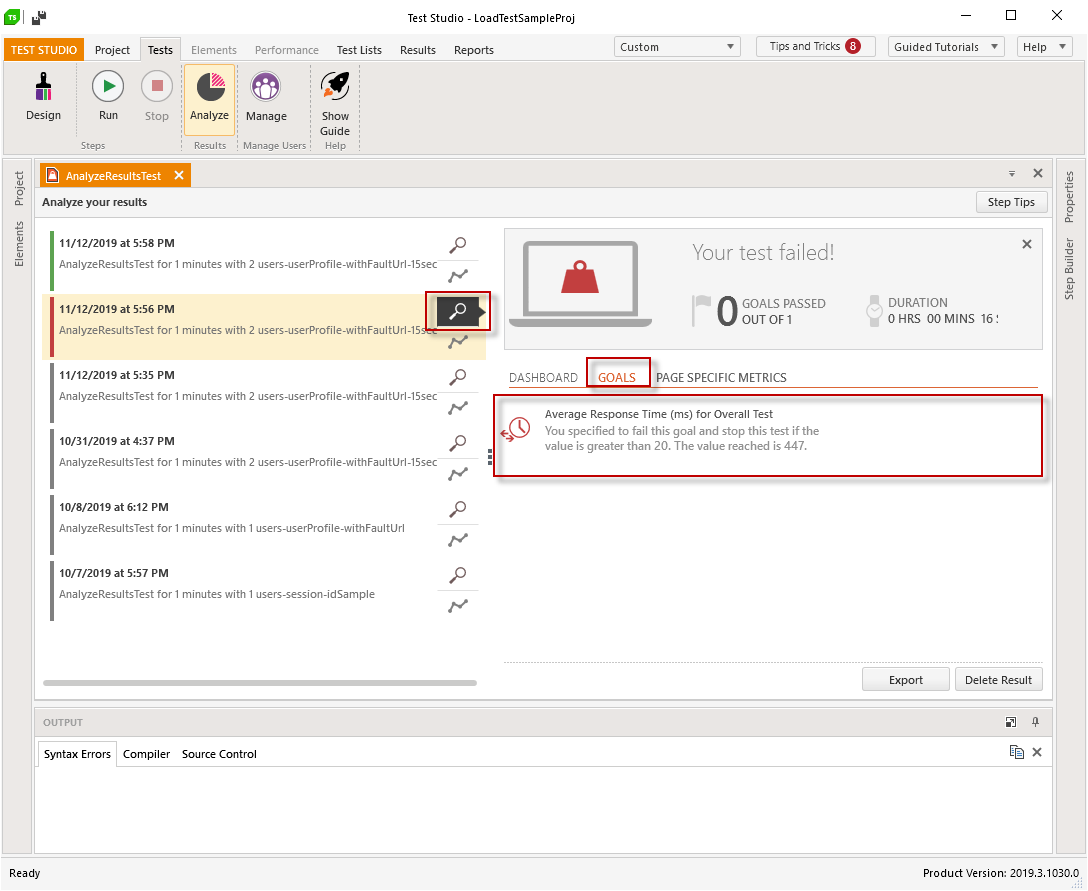 TS
Test Studio - LoadTestSampleProj
TEST STUDIO Project Tests Elements Performance Test Lists Results Reports
Custom Tips and Tricks 8 Guided Tutorials Help
Design Run Stop Analyze Manage Show Guide
Steps Results Manage Users Help
Project
Elements
AnalyzeResultsTest
Analyze your results
Step Tips
11/12/2019 at 5:58 PM
AnalyzeResultsTest for 1 minutes with 2 users-userProfile-withFaultUrl-15sec
11/12/2019 at 5:56 PM
AnalyzeResultsTest for 1 minutes with 2 users-userProfile-withFaultUrl-15sec
11/12/2019 at 5:35 PM
AnalyzeResultsTest for 1 minutes with 2 users-userProfile-withFaultUrl-15sec
10/31/2019 at 4:37 PM
AnalyzeResultsTest for 1 minutes with 2 users-userProfile-withFaultUrl-15sec
10/8/2019 at 6:12 PM
AnalyzeResultsTest for 1 minutes with 1 users-userProfile-withFaultUrl
10/7/2019 at 5:57 PM
AnalyzeResultsTest for 1 minutes with 1 users-session-idSample
Your test failed!
0 GOALS PASSED
OUT OF 1
DURATION
0 HRS 00 MINS 16
DASHBOARD GOALS PAGE SPECIFIC METRICS
Average Response Time (ms) for Overall Test
You specified to fail this goal and stop this test if the
value is greater than 20. The value reached is 447.
Export Delete Result
Properties
Step Builder
OUTPUT
Syntax Errors Compiler Source Control
Ready
Product Version: 2019.3.1030.0